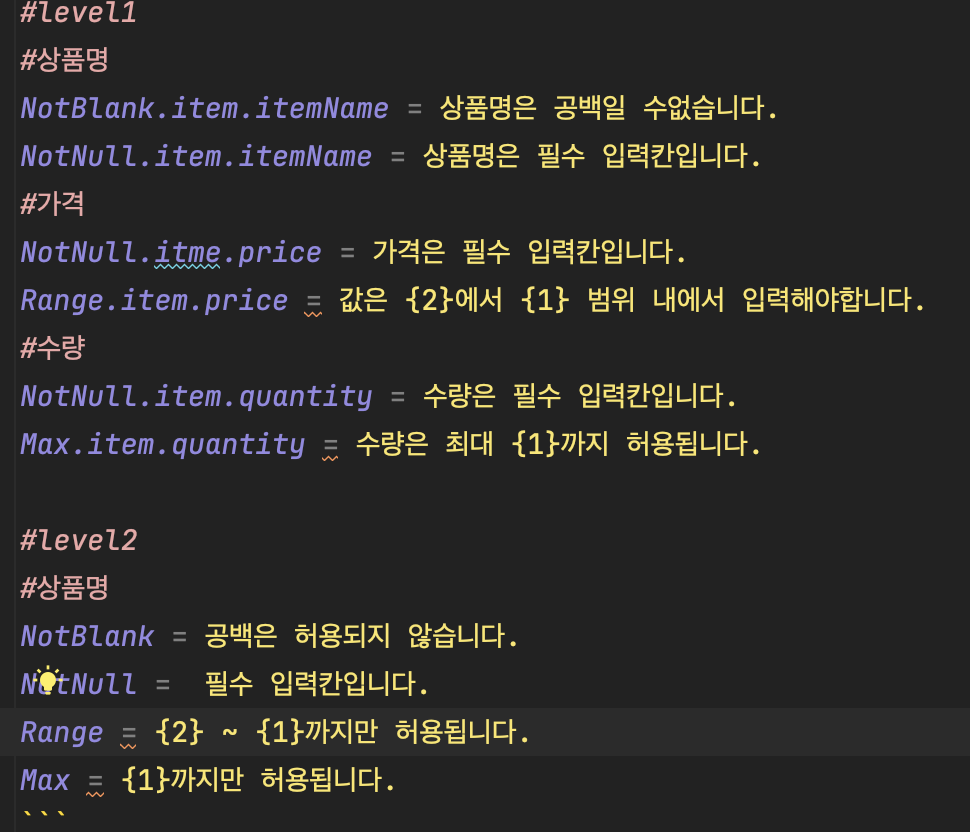 #level1
#상품명
NotBlank.item.itemName = 상품명은 공백일 수없습니다.
NotNull.item.itemName = 상품명은 필수 입력칸입니다.
#가격
NotNull.itme.price = 가격은 필수 입력칸입니다.
Range.item.price = 값은 {2}에서 {1} 범위 내에서 입력해야합니다.
#수량
NotNull.item.quantity = 수량은 필수 입력칸입니다.
Max.item.quantity = 수량은 최대 {1}까지 허용됩니다.
#level2
#상품명
NotBlank = 공백은 허용되지 않습니다.
NotNull =  필수 입력칸입니다.
Range = {2} ~ {1}까지만 허용됩니다.
Max = {1}까지만 허용됩니다.
```